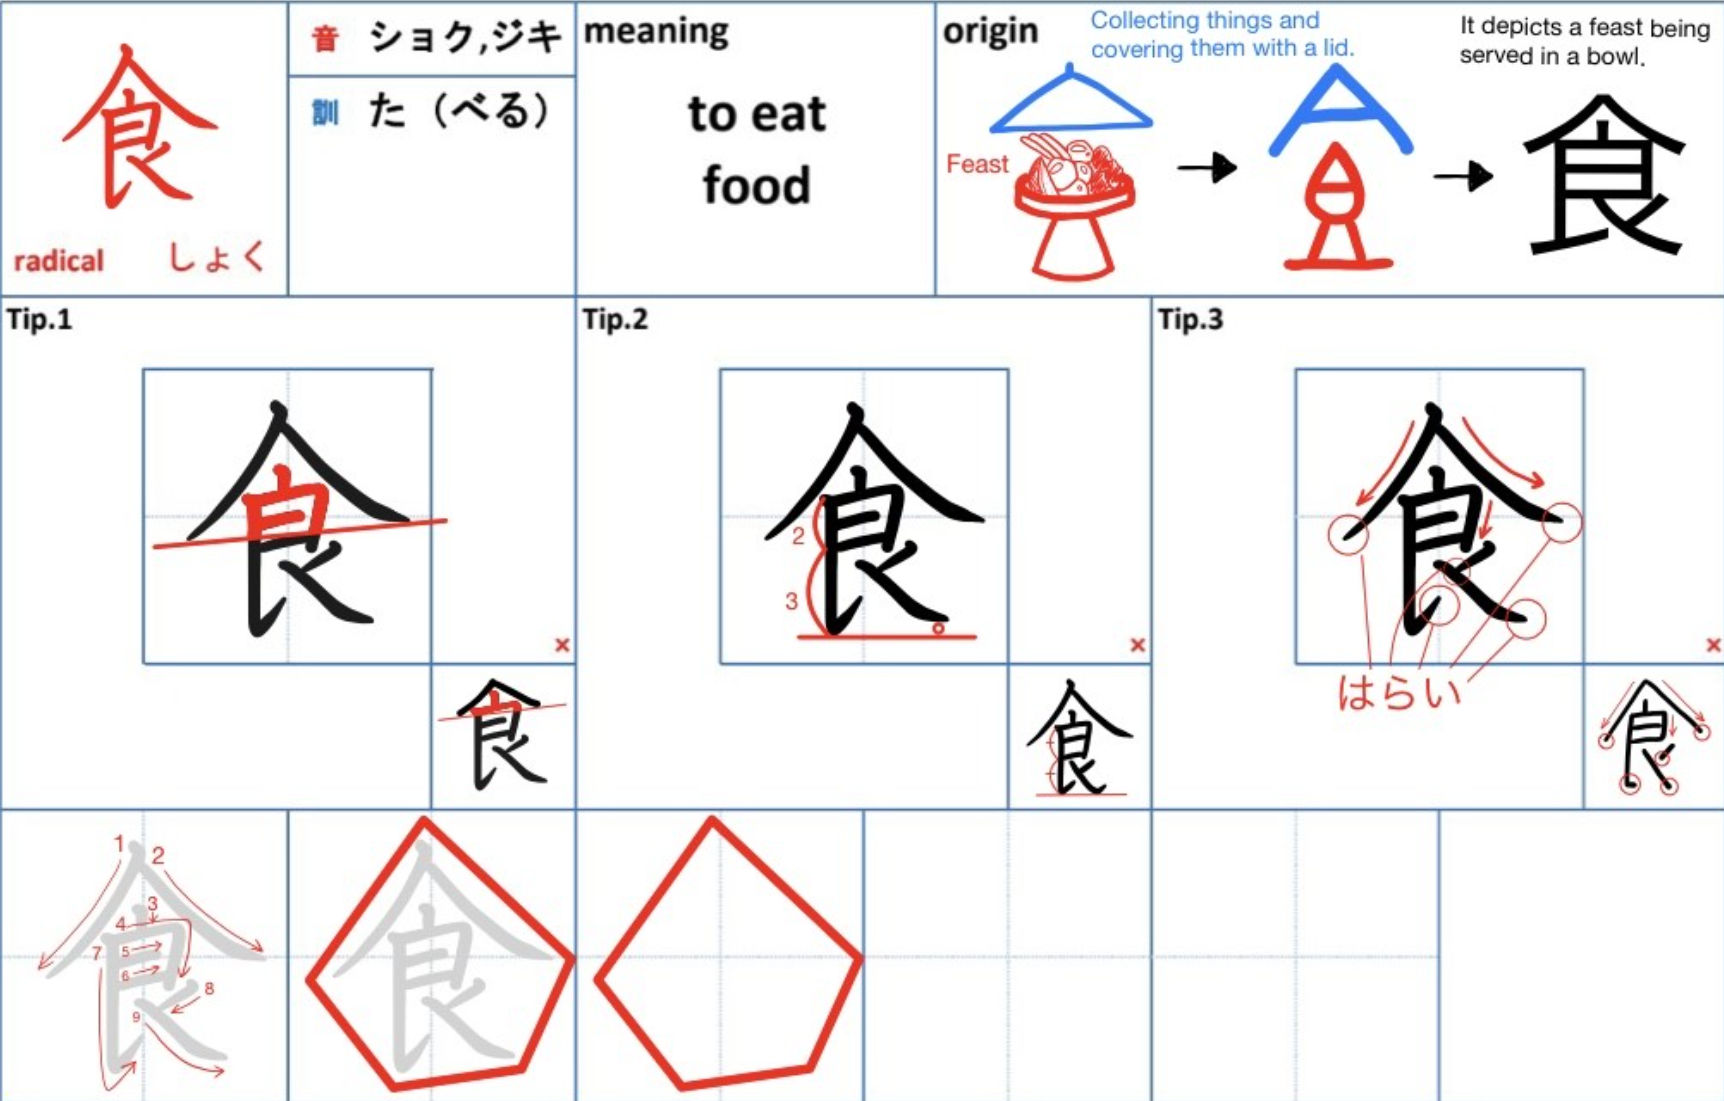 食
radical しょく
音 ショク,ジキ
訓 た（べる）
meaning
to eat
food
origin
Collecting things and
covering them with a lid.
It depicts a feast being
served in a bowl.
Feast
食
Tip.1
食
×
食
Tip.2
食
2
3
×
食
Tip.3
食
はらい
×
食
1
2
3
4
5
6
7
8
9
食
食